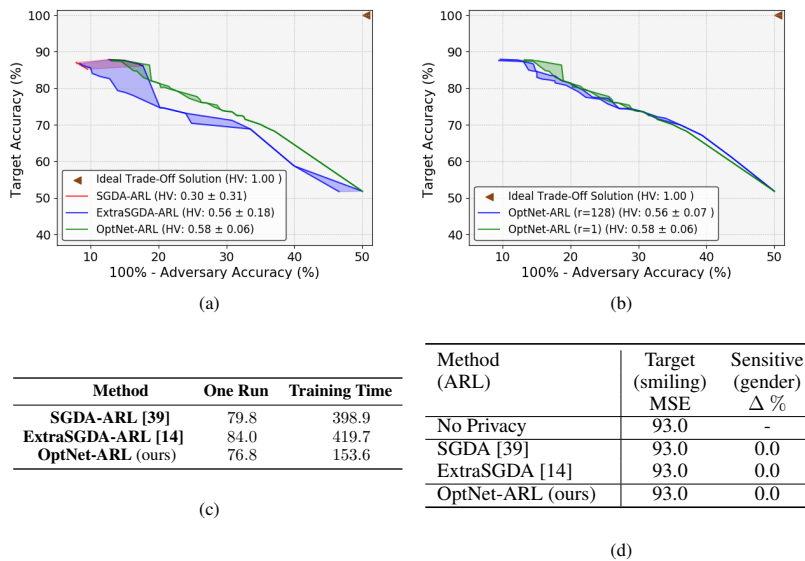 100
90
80
70
60
50
40
Target Accuracy (%)
Ideal Trade-Off Solution (HV: 1.00 )
SGDA-ARL (HV: 0.30 ± 0.31)
ExtraSGDA-ARL (HV: 0.56 ± 0.18)
OptNet-ARL (HV: 0.58 ± 0.06)
10 20 30 40 50
100% - Adversary Accuracy (%)
(a)
100
90
80
70
60
50
40
Target Accuracy (%)
Ideal Trade-Off Solution (HV: 1.00 )
OptNet-ARL (r=128) (HV: 0.56 ± 0.07 )
OptNet-ARL (r=1) (HV: 0.58 ± 0.06)
10 20 30 40 50
100% - Adversary Accuracy (%)
(b)
Method One Run Training Time
SGDA-ARL [39] 79.8 398.9
ExtraSGDA-ARL [14] 84.0 419.7
OptNet-ARL (ours) 76.8 153.6
(c)
Method Target Sensitive
(ARL) (smiling) (gender)
MSE Δ %
No Privacy 93.0 -
SGDA [39] 93.0 0.0
ExtraSGDA [14] 93.0 0.0
OptNet-ARL (ours) 93.0 0.0
(d)